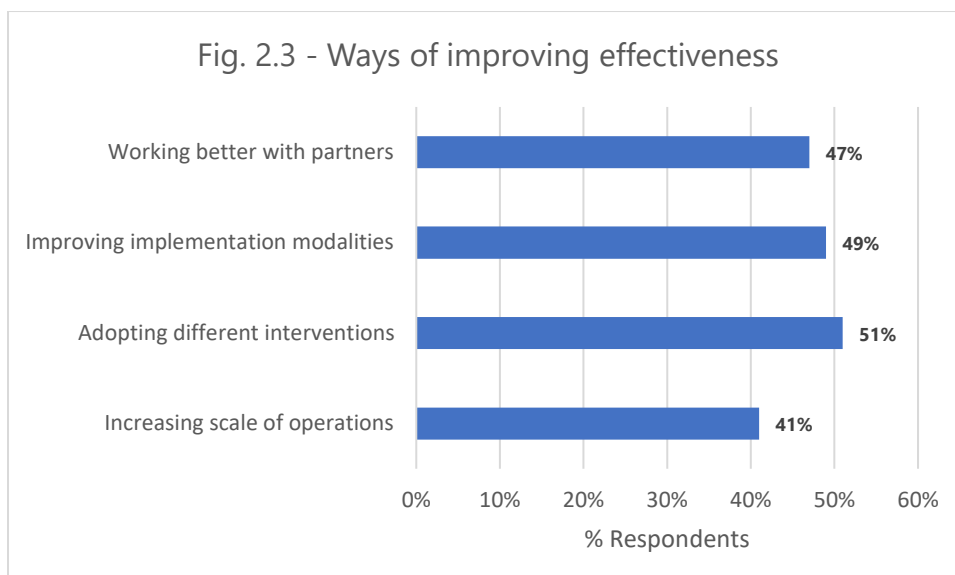 Fig. 2.3 - Ways of improving effectiveness
Working better with partners 47%
Improving implementation modalities 49%
Adopting different interventions 51%
Increasing scale of operations 41%
0% 10% 20% 30% 40% 50% 60%
% Respondents